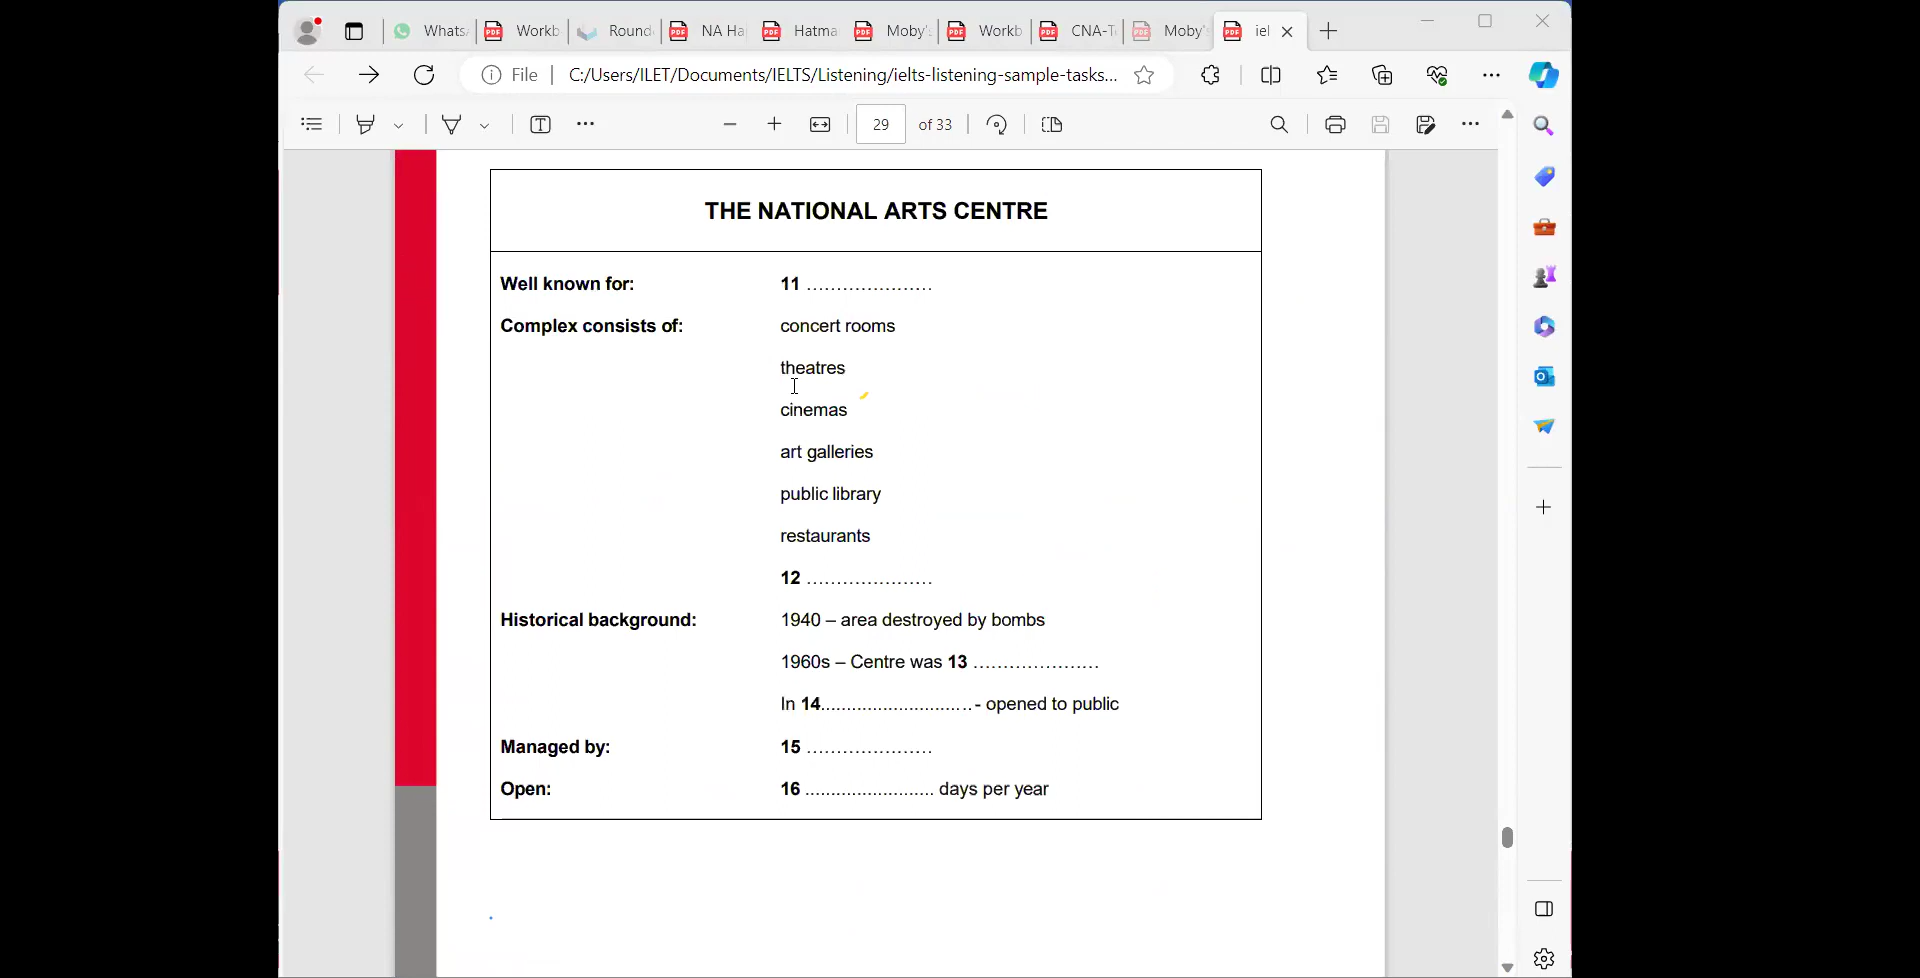 Whats
Workb
Round
NA Ha
Hatma
Moby's
Workb
CNA-T
Moby's
iel
File
C:/Users/ILET/Documents/IELTS/Listening/ielts-listening-sample-tasks...
29 of 33
THE NATIONAL ARTS CENTRE
Well known for: 11 .....................
Complex consists of: concert rooms
theatres
cinemas
art galleries
public library
restaurants
12 .....................
Historical background: 1940 – area destroyed by bombs
1960s – Centre was 13 .....................
In 14............................. - opened to public
Managed by: 15 .....................
Open: 16 ......................... days per year